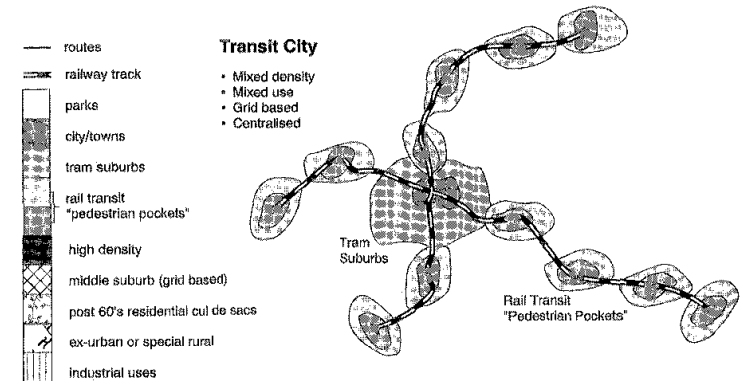 routes
railway track
parks
city/towns
tram suburbs
rail transit
"pedestrian pockets"
high density
middle suburb (grid based)
post 60's residential cul de sacs
ex-urban or special rural
industrial uses
Transit City
• Mixed density
• Mixed use
• Grid based
• Centralised
Tram
Suburbs
Rail Transit
"Pedestrian Pockets"